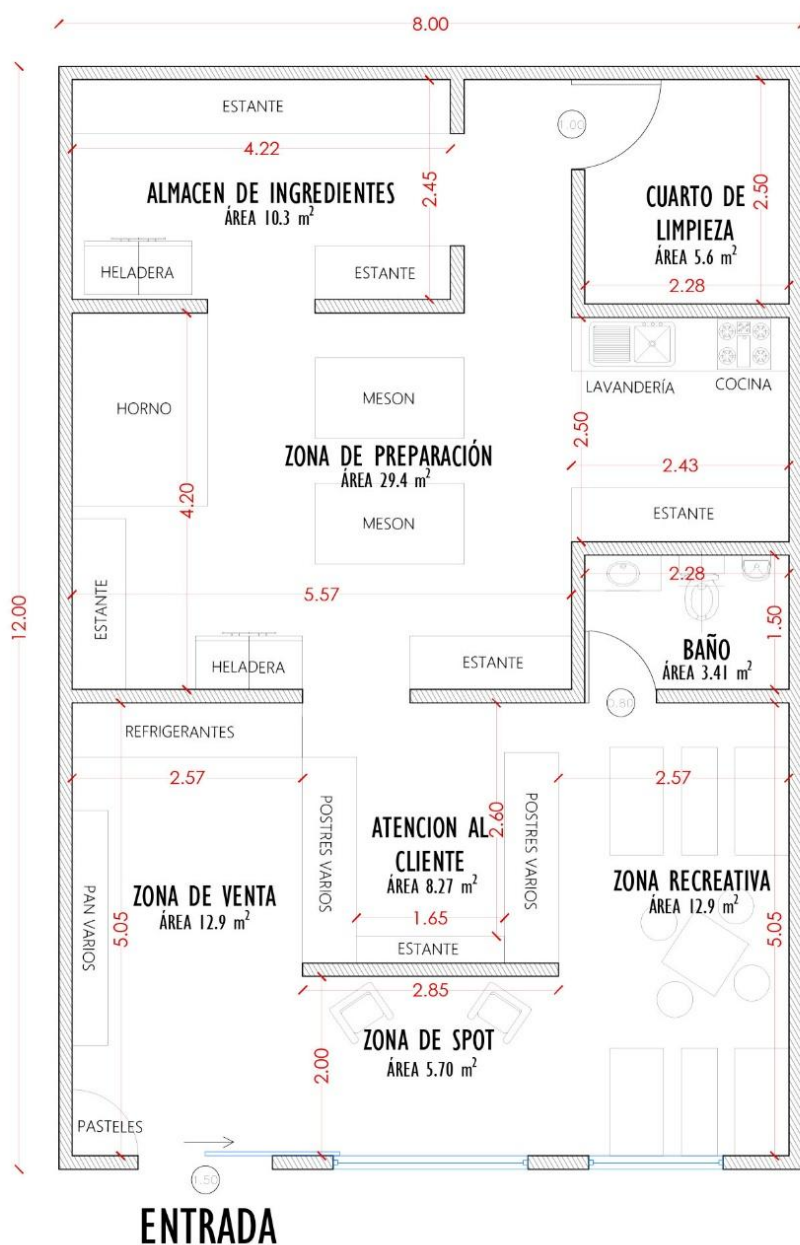 8.00
12.00
ESTANTE
4.22
2.45
ALMACEN DE INGREDIENTES
ÁREA 10.3 m²
HELADERA
ESTANTE
1.00
CUARTO DE
LIMPIEZA
ÁREA 5.6 m²
2.50
2.28
HORNO
MESON
ZONA DE PREPARACIÓN
ÁREA 29.4 m²
MESON
4.20
ESTANTE
5.57
HELADERA
ESTANTE
LAVANDERÍA
COCINA
2.50
2.43
ESTANTE
2.28
1.50
BAÑO
ÁREA 3.41 m²
0.80
REFRIGERANTES
2.57
PAN VARIOS
ZONA DE VENTA
ÁREA 12.9 m²
5.05
POSTRES VARIOS
ATENCION AL
CLIENTE
ÁREA 8.27 m²
2.60
1.65
ESTANTE
POSTRES VARIOS
2.57
ZONA RECREATIVA
ÁREA 12.9 m²
5.05
2.85
ZONA DE SPOT
ÁREA 5.70 m²
2.00
PASTELES
1.50
ENTRADA